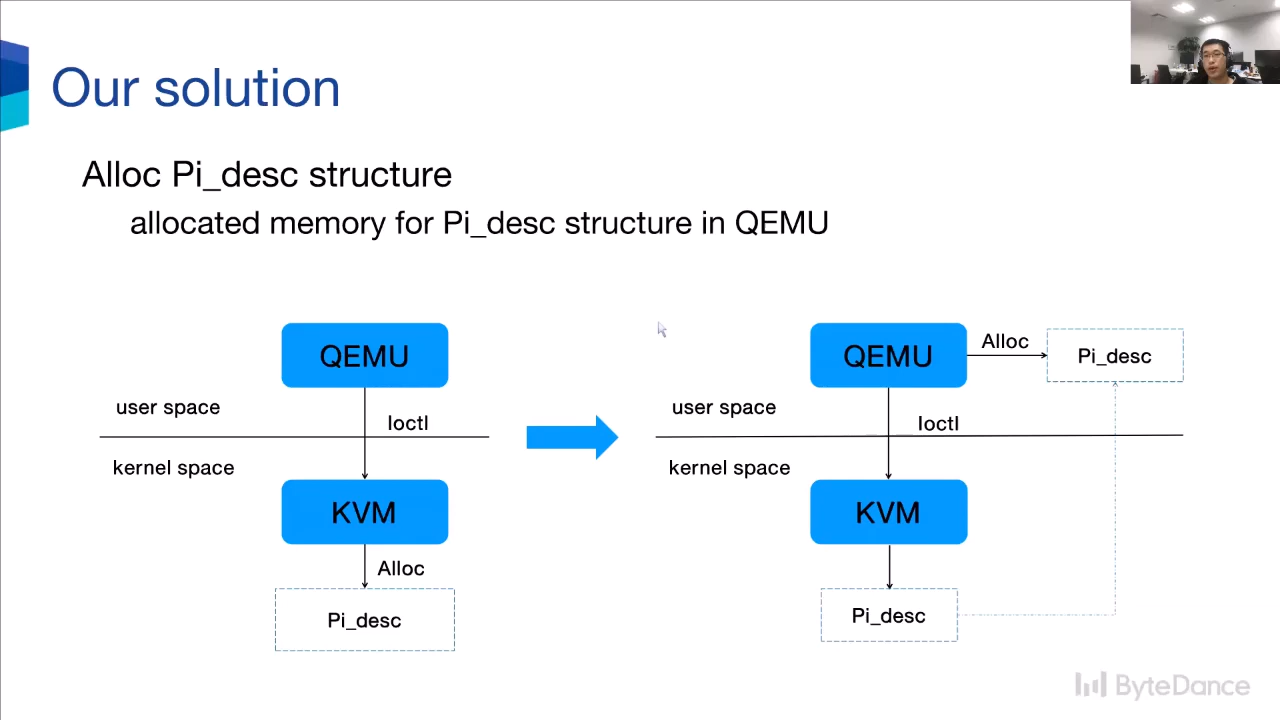 Our solution
Alloc Pi_desc structure
allocated memory for Pi_desc structure in QEMU
QEMU
user space
Ioctl
kernel space
KVM
Alloc
Pi_desc
QEMU
Alloc
Pi_desc
user space
Ioctl
kernel space
KVM
Pi_desc
ByteDance